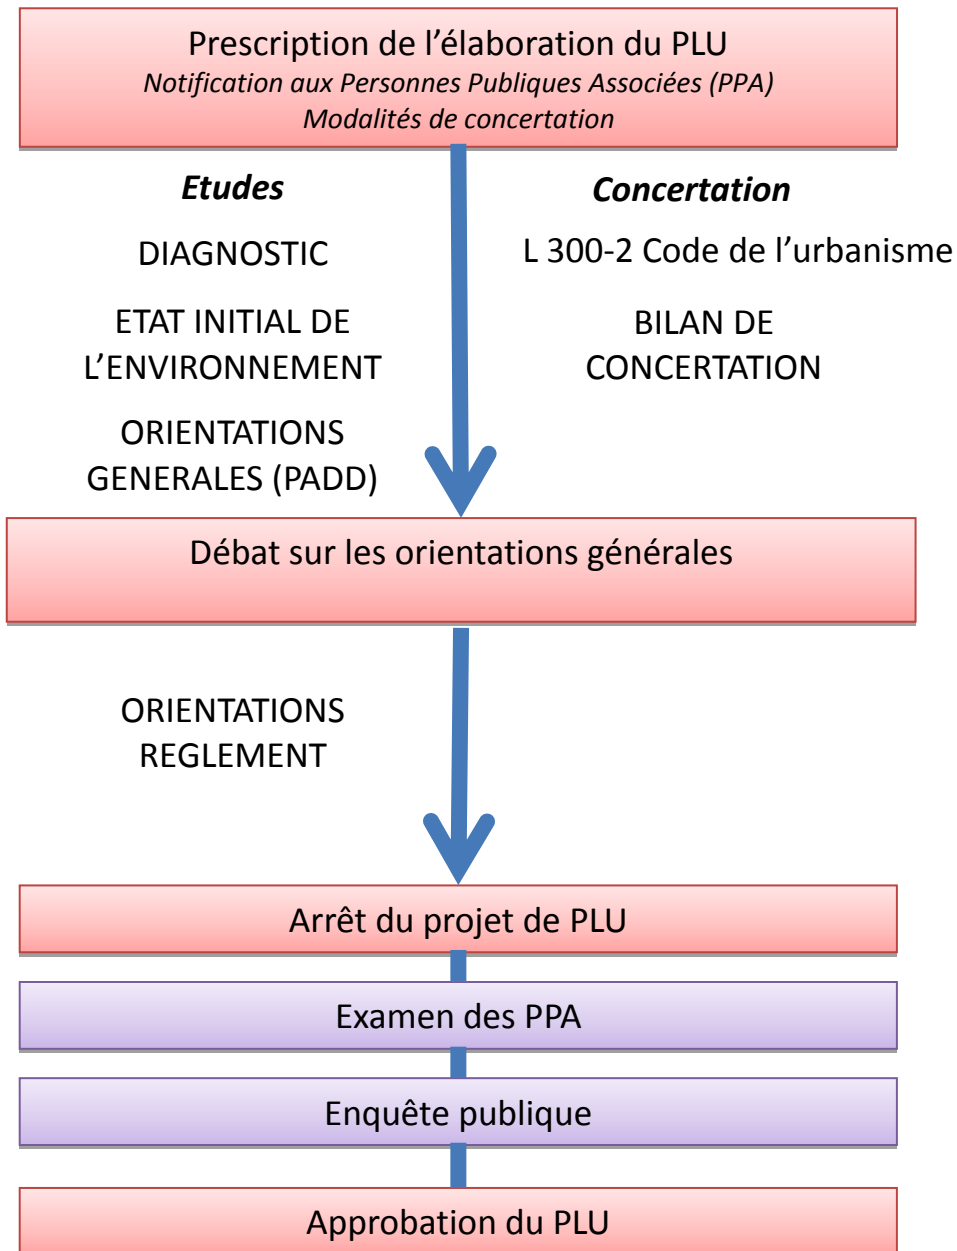 Prescription de l’élaboration du PLU
Notification aux Personnes Publiques Associées (PPA)
Modalités de concertation
Etudes
DIAGNOSTIC
ETAT INITIAL DE
L’ENVIRONNEMENT
ORIENTATIONS
GENERALES (PADD)
Concertation
L 300-2 Code de l’urbanisme
BILAN DE
CONCERTATION
Débat sur les orientations générales
ORIENTATIONS
REGLEMENT
Arrêt du projet de PLU
Examen des PPA
Enquête publique
Approbation du PLU